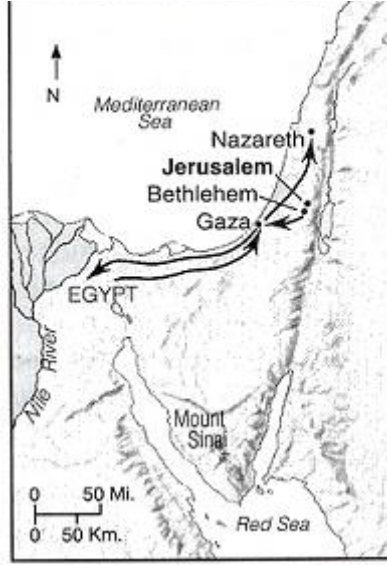 N
Mediterranean
Sea
Nazareth
Jerusalem
Bethlehem
Gaza
EGYPT
Nile River
Mount
Sinai
0 50 Mi.
0 50 Km.
Red Sea